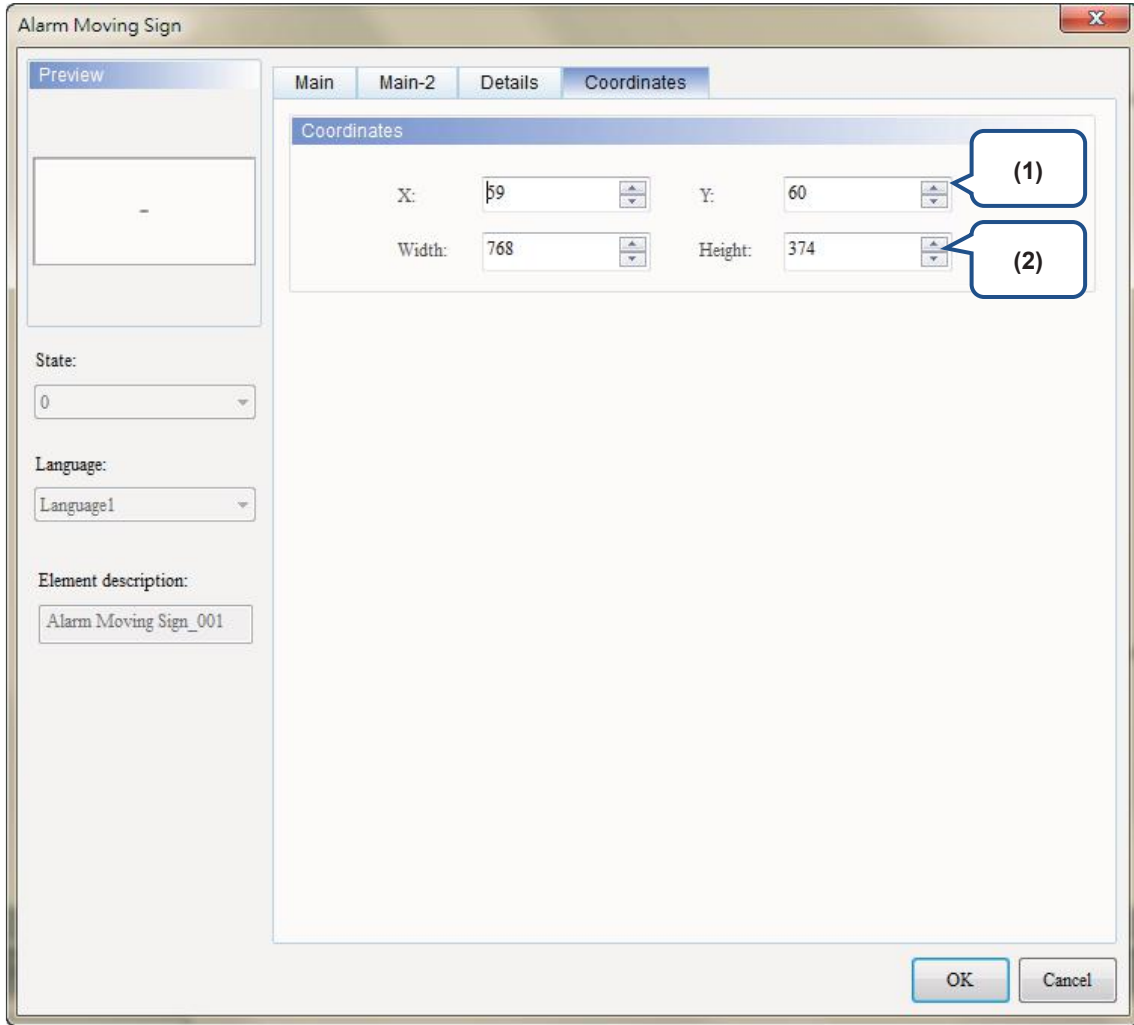 Alarm Moving Sign
Preview
-
State:
0
Language:
Language1
Element description:
Alarm Moving Sign_001
Main Main-2 Details Coordinates
Coordinates
X: 59 Y: 60
(1)
Width: 768 Height: 374
(2)
OK Cancel